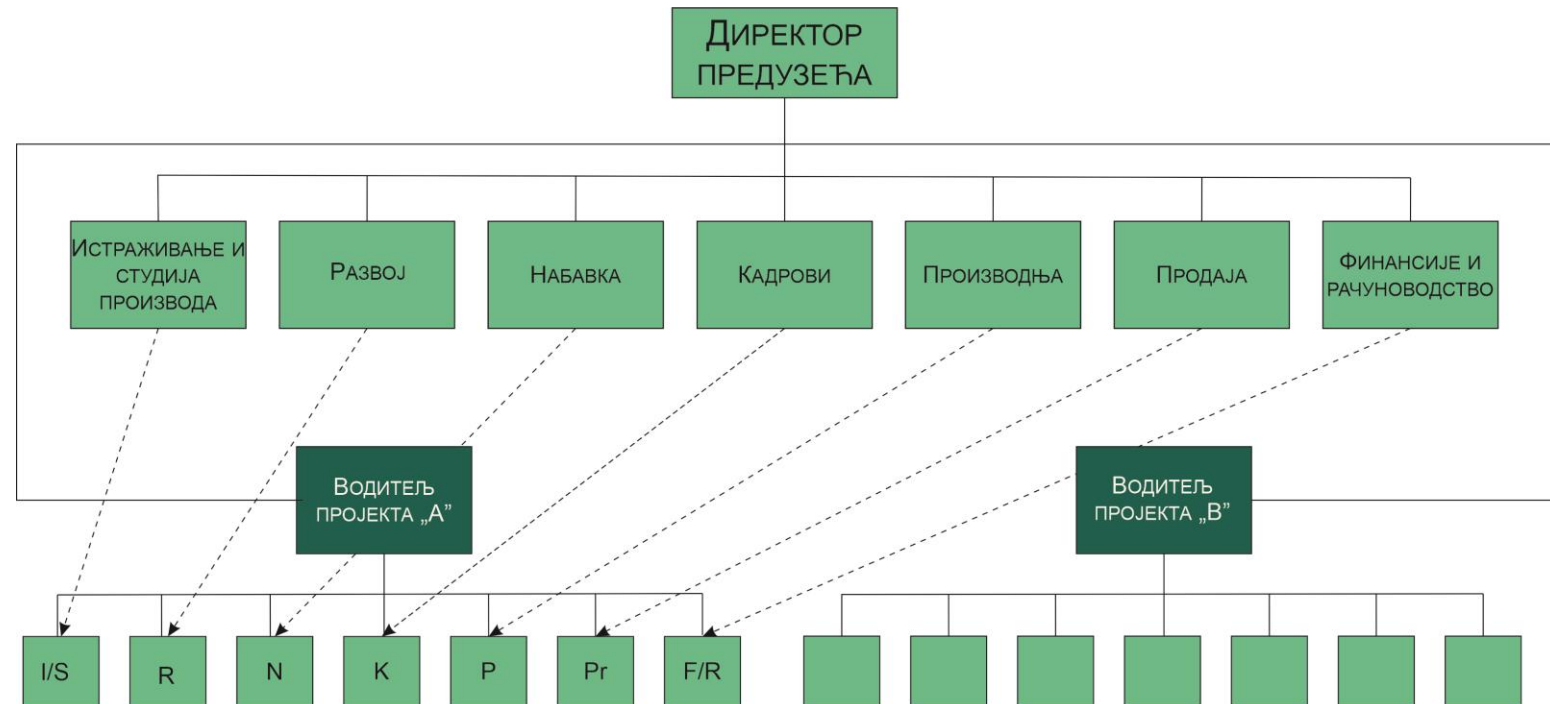 ДИРЕКТОР
ПРЕДУЗЕЋА
ИСТРАЖИВАЊЕ И
СТУДИЈА
ПРОИЗВОДА
РАЗВОЈ
НАБАВКА
КАДРОВИ
ПРОИЗВОДЊА
ПРОДАЈА
ФИНАНСИЈЕ И
РАЧУНОВОДСТВО
ВОДИТЕЉ
ПРОЈЕКТА „А”
ВОДИТЕЉ
ПРОЈЕКТА „В”
I/S
R
N
K
P
Pr
F/R